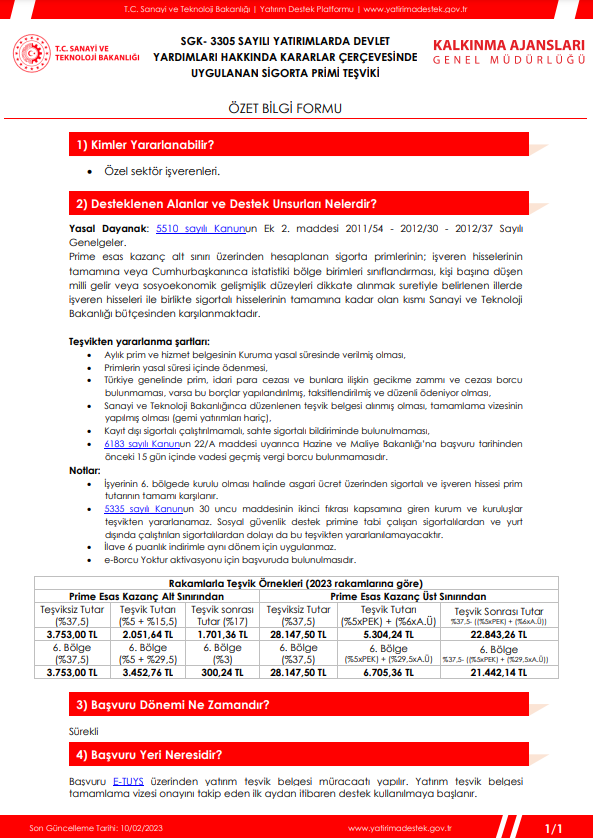 T.C. Sanayi ve Teknoloji Bakanlığı | Yatırım Destek Platformu | www.yatirimadestek.gov.tr
T.C. SANAYİ VE
TEKNOLOJİ BAKANLIĞI
SGK- 3305 SAYILI YATIRIMLARDA DEVLET
YARDIMLARI HAKKINDA KARARLAR ÇERÇEVESİNDE
UYGULANAN SİGORTA PRİMİ TEŞVİKİ
KALKINMA AJANSLARI
GENEL MÜDÜRLÜĞÜ
ÖZET BİLGİ FORMU
1) Kimler Yararlanabilir?
• Özel sektör işverenleri.
2) Desteklenen Alanlar ve Destek Unsurları Nelerdir?
Yasal Dayanak: 5510 sayılı Kanunun Ek 2. maddesi 2011/54 - 2012/30 - 2012/37 Sayılı
Genelgeler.
Prime esas kazanç alt sınırı üzerinden hesaplanan sigorta primlerinin; işveren hisselerinin
tamamına veya Cumhurbaşkanınca istatistiki bölge birimleri sınıflandırması, kişi başına düşen
milli gelir veya sosyoekonomik gelişmişlik düzeyleri dikkate alınmak suretiyle belirlenen illerde
işveren hisseleri ile birlikte sigortalı hisselerinin tamamına kadar olan kısmı Sanayi ve Teknoloji
Bakanlığı bütçesinden karşılanmaktadır.
Teşvikten yararlanma şartları:
• Aylık prim ve hizmet belgesinin Kuruma yasal süresinde verilmiş olması,
• Primlerin yasal süresi içinde ödenmesi,
• Türkiye genelinde prim, idari para cezası ve bunlara ilişkin gecikme zammı ve cezası borcu
bulunmaması, varsa bu borçlar yapılandırılmış, taksitlendirilmiş ve düzenli ödeniyor olması,
• Sanayi ve Teknoloji Bakanlığınca düzenlenen teşvik belgesi alınmış olması, tamamlama vizesinin
yapılmış olması (gemi yatırımları hariç),
• Kayıt dışı sigortalı çalıştırılmamalı, sahte sigortalı bildiriminde bulunulmaması,
• 6183 sayılı Kanunun 22/A maddesi uyarınca Hazine ve Maliye Bakanlığı’na başvuru tarihinden
önceki 15 gün içinde vadesi geçmiş vergi borcu bulunmamasıdır.
Notlar:
• İşyerinin 6. bölgede kurulu olması halinde asgari ücret üzerinden sigortalı ve işveren hissesi prim
tutarının tamamı karşılanır.
• 5335 sayılı Kanunun 30 uncu maddesinin ikinci fıkrası kapsamına giren kurum ve kuruluşlar
teşvikten yararlanamaz. Sosyal güvenlik destek primine tabi çalışan sigortalılardan ve yurt
dışında çalıştırılan sigortalılardan dolayı da bu teşvikten yararlanılamayacaktır.
• İlave 6 puanlık indirimle aynı dönem için uygulanmaz.
• e-Borcu Yoktur aktivasyonu için başvuruda bulunulmasıdır.
Rakamlarla Teşvik Örnekleri (2023 rakamlarına göre)
Prime Esas Kazanç Alt Sınırından Prime Esas Kazanç Üst Sınırından
Teşviksiz Tutar Teşvik Tutarı Teşvik sonrası Teşviksiz Tutar Teşvik Tutarı Teşvik Sonrası Tutar
(%37,5) (%5 + %15,5) Tutar (%17) (%37,5) (%5xPEK) + (%6xA.Ü) %37,5- ((%5xPEK) + (%6xA.Ü))
3.753,00 TL 2.051,64 TL 1.701,36 TL 28.147,50 TL 5.304,24 TL 22.843,26 TL
6. Bölge 6. Bölge 6. Bölge 6. Bölge 6. Bölge 6. Bölge
(%37,5) (%5 + %29,5) (%3) (%37,5) (%5xPEK) + (%29,5xA.Ü) %37,5- ((%5xPEK) + (%29,5xA.Ü))
3.753,00 TL 3.452,76 TL 300,24 TL 28.147,50 TL 6.705,36 TL 21.442,14 TL
3) Başvuru Dönemi Ne Zamandır?
Sürekli
4) Başvuru Yeri Neresidir?
Başvuru E-TUYS üzerinden yatırım teşvik belgesi müracaatı yapılır. Yatırım teşvik belgesi
tamamlama vizesi onayını takip eden ilk aydan itibaren destek kullanılmaya başlanır.
Son Güncelleme Tarihi: 10/02/2023 www.yatirimadestek.gov.tr 1/1